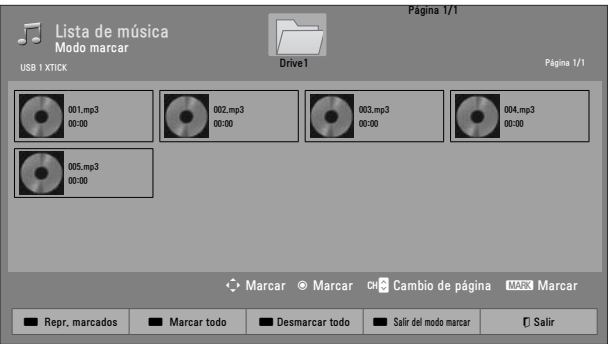 Página 1/1
Lista de música
Modo marcar
Drive1
USB 1 XTICK
Página 1/1
001.mp3
00:00
002.mp3
00:00
003.mp3
00:00
004.mp3
00:00
005.mp3
00:00
Marcar Marcar CH Cambio de página MARK Marcar
Repr. marcados Marcar todo Desmarcar todo Salir del modo marcar Salir